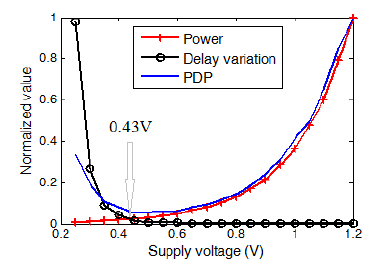 Normalized value
1
0.8
0.6
0.4
0.2
0
Power
Delay variation
PDP
0.43V
0.2 0.4 0.6 0.8 1 1.2
Supply voltage (V)